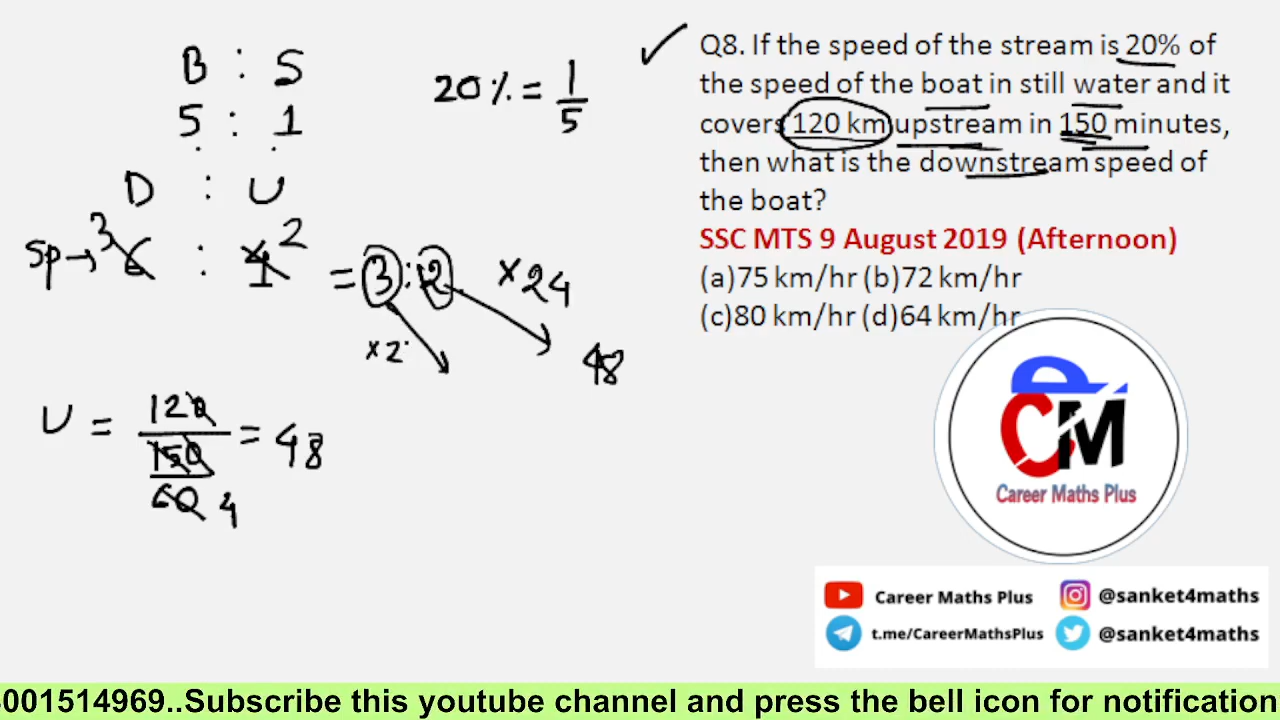 B : S
5 : 1
D : U
Sp→ 3 6 : 4 2 = 3 : 2 ×24
×2
48
U = 120 / 150 / 60 4 = 48
20% = 1/5
Q8. If the speed of the stream is 20% of
the speed of the boat in still water and it
covers 120 km upstream in 150 minutes,
then what is the downstream speed of
the boat?
SSC MTS 9 August 2019 (Afternoon)
(a)75 km/hr (b)72 km/hr
(c)80 km/hr (d)64 km/hr
CM
Career Maths Plus
Career Maths Plus @sanket4maths
t.me/CareerMathsPlus @sanket4maths
001514969..Subscribe this youtube channel and press the bell icon for notification